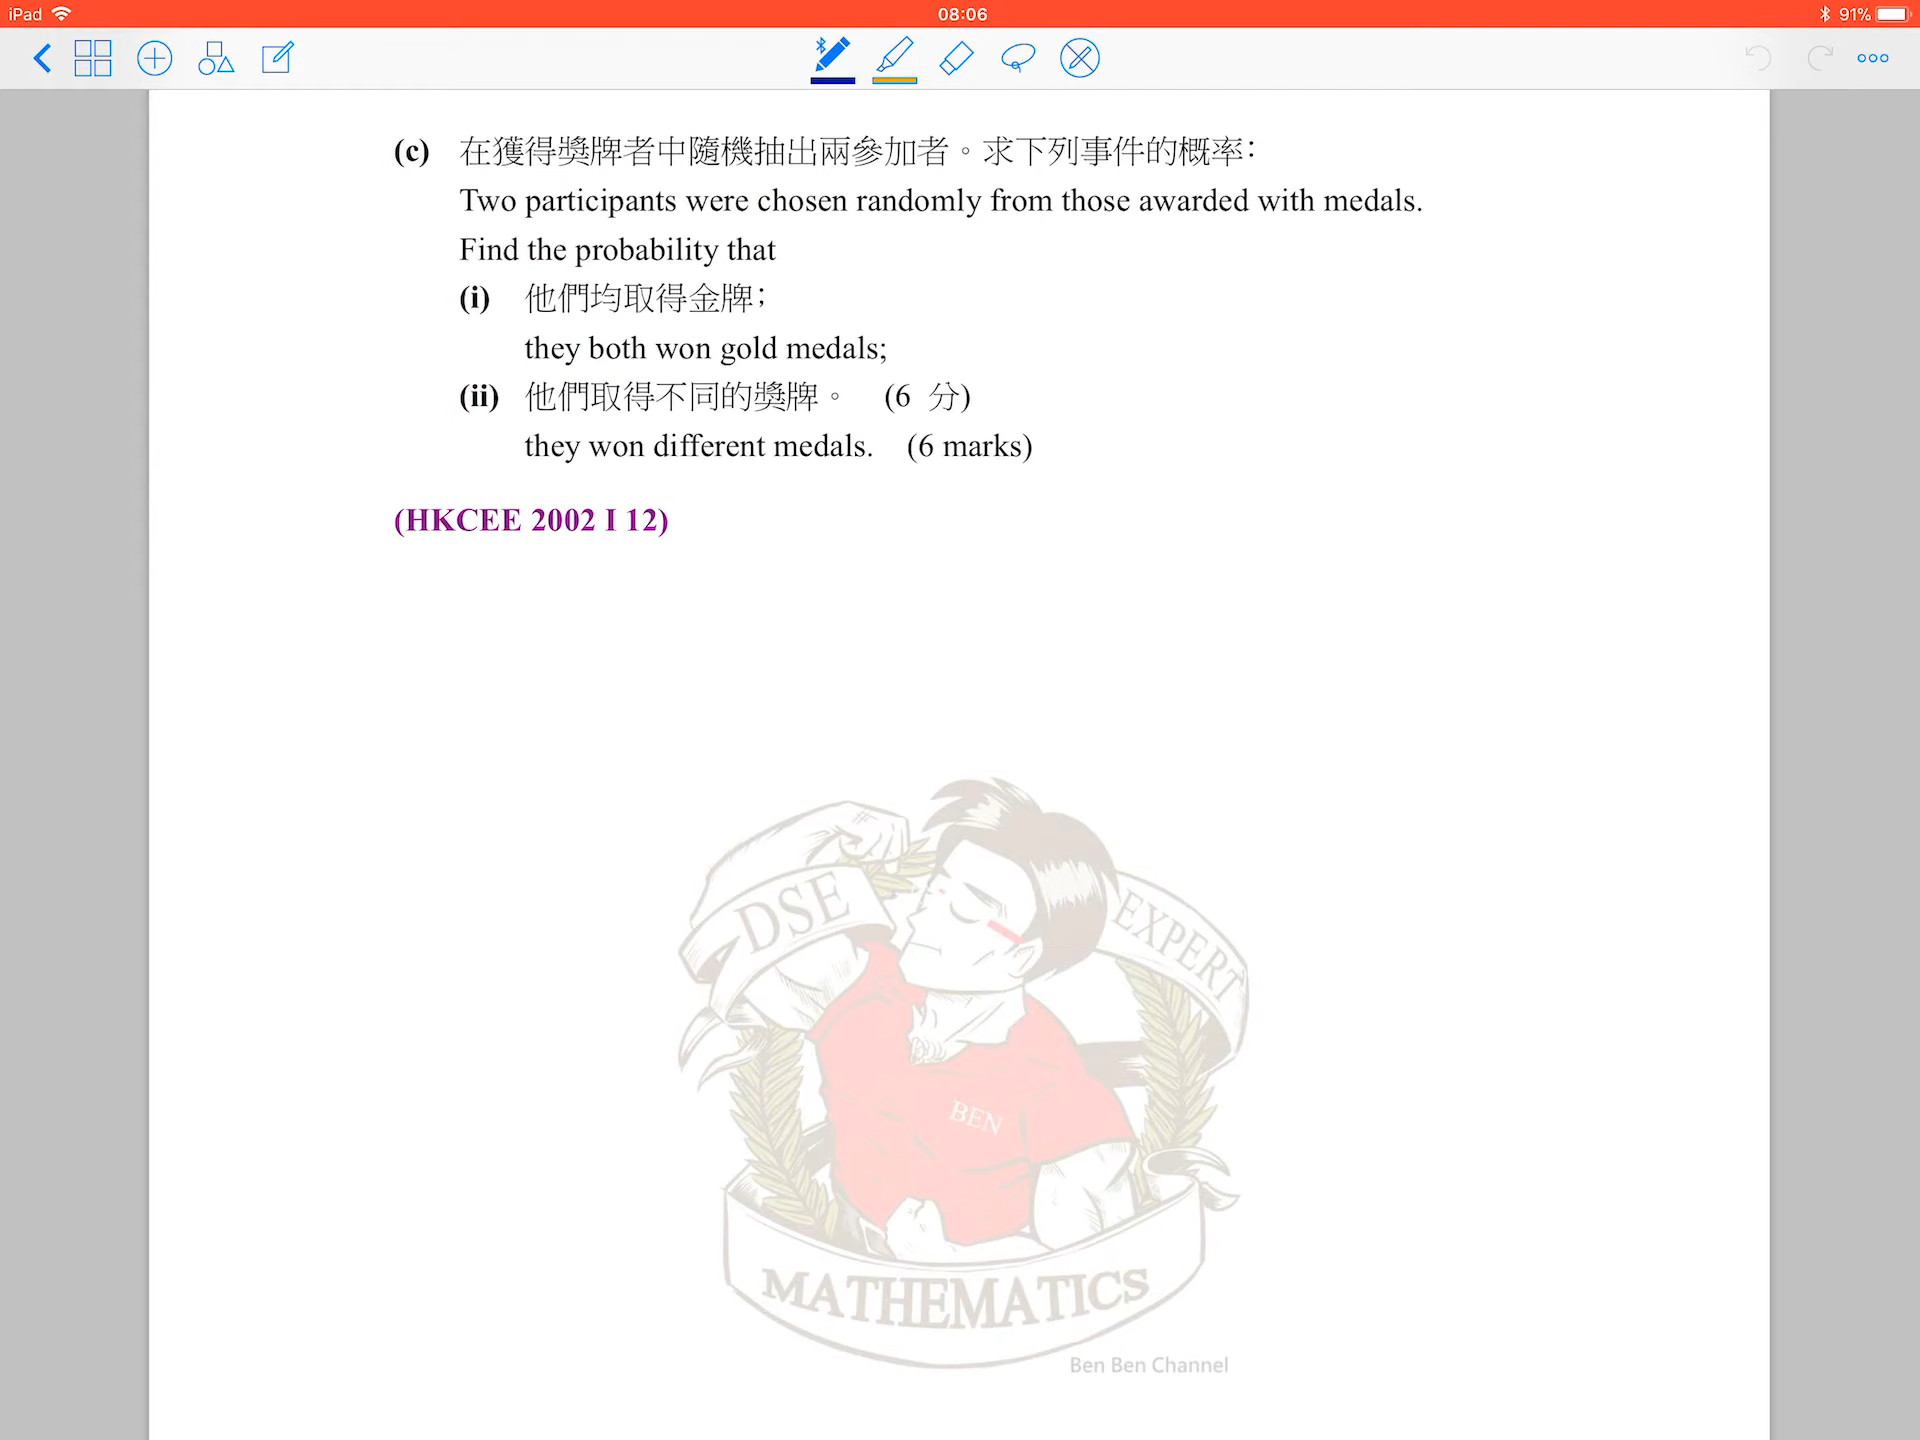 iPad 08:06 91%
(c) 在獲得獎牌者中隨機抽出兩參加者。求下列事件的概率：
Two participants were chosen randomly from those awarded with medals.
Find the probability that
(i) 他們均取得金牌；
they both won gold medals;
(ii) 他們取得不同的獎牌。 (6 分)
they won different medals. (6 marks)
(HKCEE 2002 I 12)
DSE
EXPERT
BEN
MATHEMATICS
Ben Ben Channel